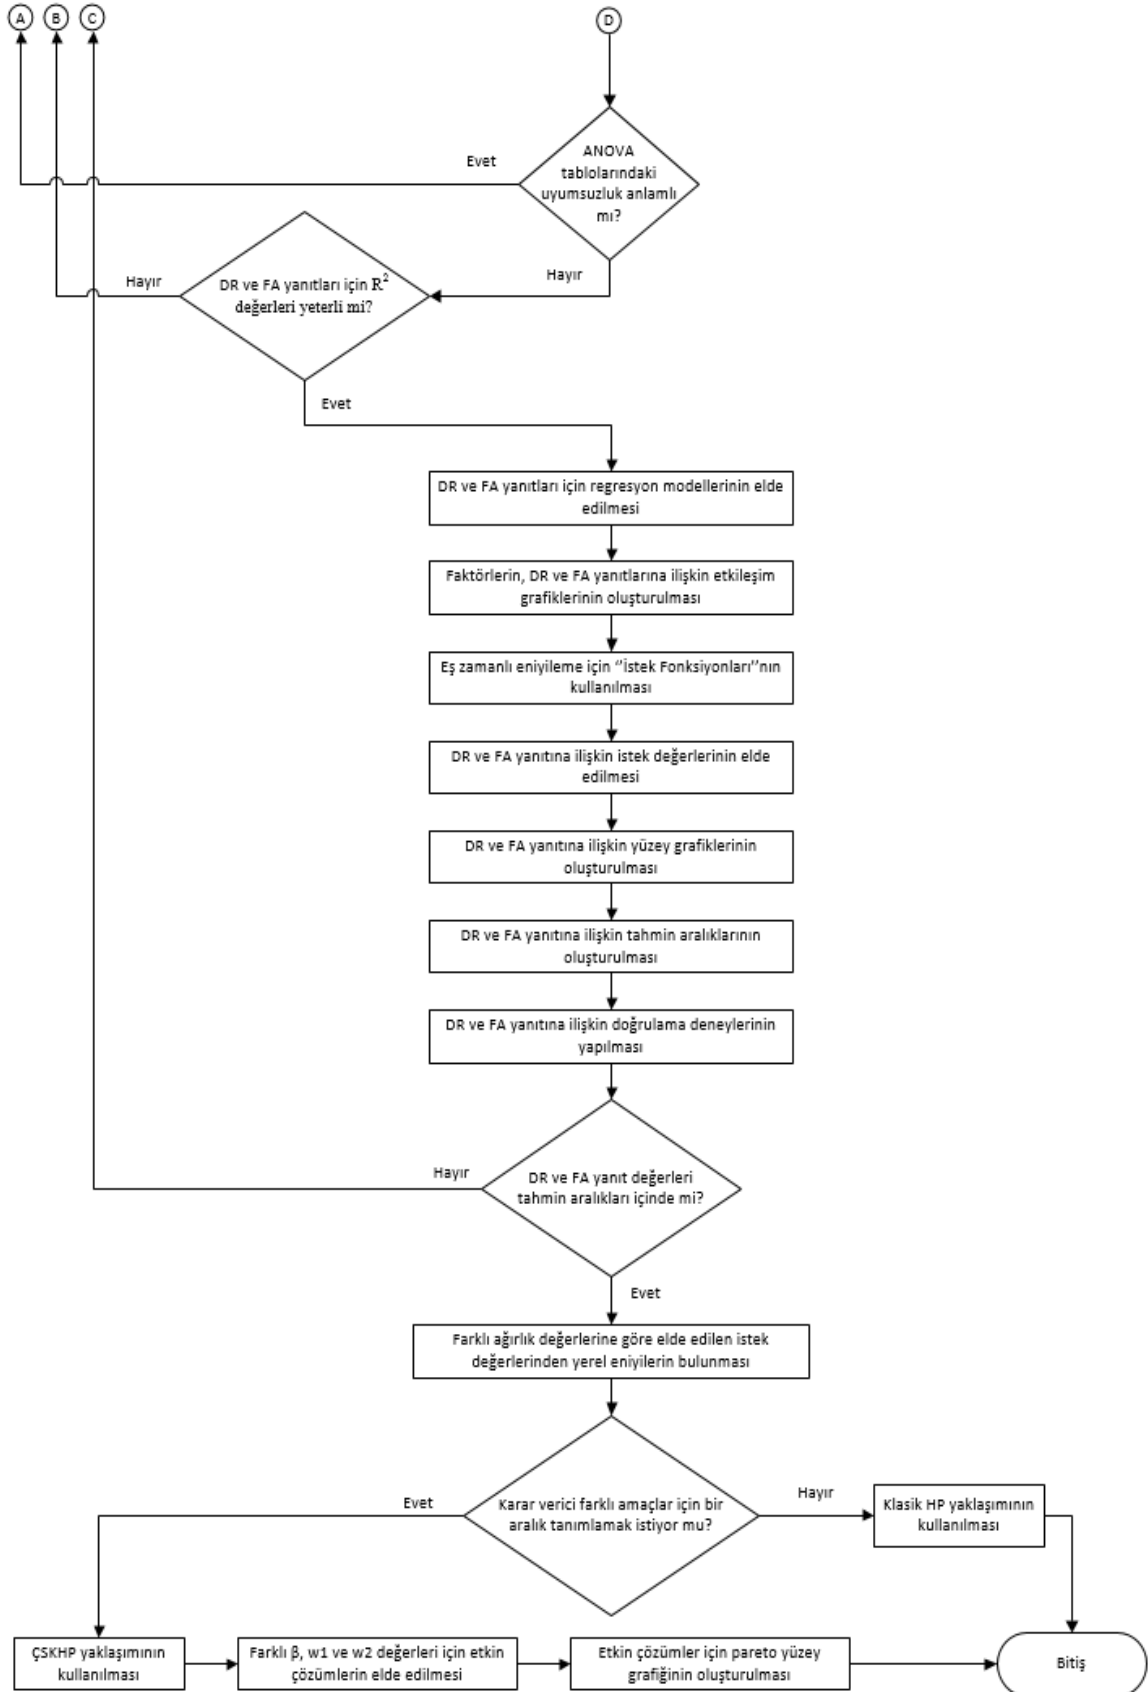 A
B
C
D
Evet
ANOVA
tablolarındaki
uyumsuzluk anlamlı
mı?
Hayır
Hayır
DR ve FA yanıtları için R²
değerleri yeterli mi?
Evet
DR ve FA yanıtları için regresyon modellerinin elde
edilmesi
Faktörlerin, DR ve FA yanıtlarına ilişkin etkileşim
grafiklerinin oluşturulması
Eş zamanlı eniyileme için ‘’İstek Fonksiyonları’’nın
kullanılması
DR ve FA yanıtına ilişkin istek değerlerinin elde
edilmesi
DR ve FA yanıtına ilişkin yüzey grafiklerinin
oluşturulması
DR ve FA yanıtına ilişkin tahmin aralıklarının
oluşturulması
DR ve FA yanıtına ilişkin doğrulama deneylerinin
yapılması
Hayır
DR ve FA yanıt değerleri
tahmin aralıkları içinde mi?
Evet
Farklı ağırlık değerlerine göre elde edilen istek
değerlerinden yerel eniyilerin bulunması
Evet
Karar verici farklı amaçlar için bir
aralık tanımlamak istiyor mu?
Hayır
Klasik HP yaklaşımının
kullanılması
ÇSKHP yaklaşımının
kullanılması
Farklı β, w1 ve w2 değerleri için etkin
çözümlerin elde edilmesi
Etkin çözümler için pareto yüzey
grafiğinin oluşturulması
Bitiş